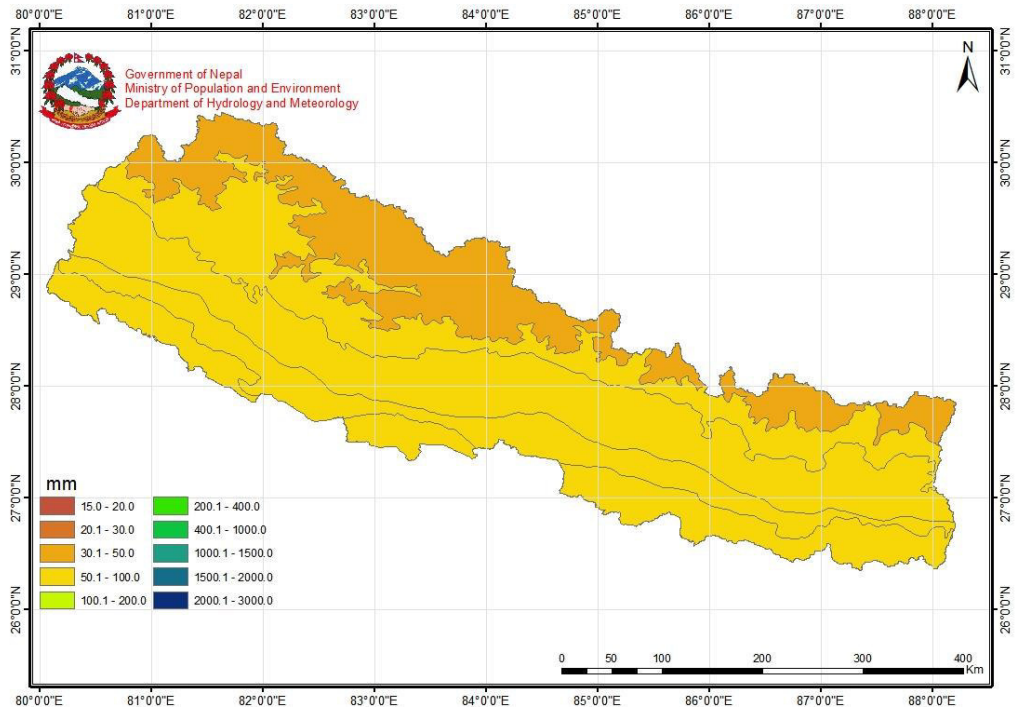 80°0'0"E 81°0'0"E 82°0'0"E 83°0'0"E 84°0'0"E 85°0'0"E 86°0'0"E 87°0'0"E 88°0'0"E
31°0'0"N
30°0'0"N
29°0'0"N
28°0'0"N
27°0'0"N
26°0'0"N
Government of Nepal
Ministry of Population and Environment
Department of Hydrology and Meteorology
N
31°0'0"N
30°0'0"N
29°0'0"N
28°0'0"N
27°0'0"N
26°0'0"N
mm
15.0 - 20.0
20.1 - 30.0
30.1 - 50.0
50.1 - 100.0
100.1 - 200.0
200.1 - 400.0
400.1 - 1000.0
1000.1 - 1500.0
1500.1 - 2000.0
2000.1 - 3000.0
0 50 100 200 300 400
Km
80°0'0"E 81°0'0"E 82°0'0"E 83°0'0"E 84°0'0"E 85°0'0"E 86°0'0"E 87°0'0"E 88°0'0"E